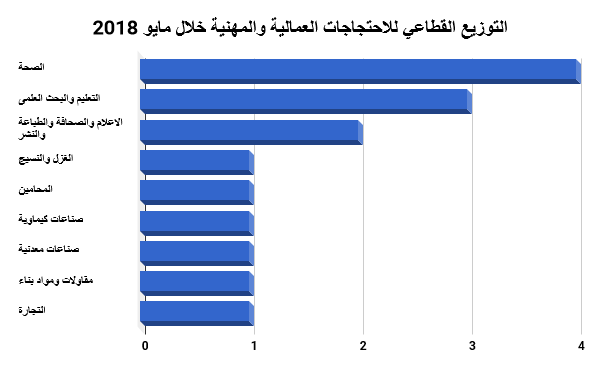 التوزيع القطاعي للاحتجاجات العمالية والمهنية خلال مايو 2018
الصحة
التعليم والبحث العلمى
الاعلام والصحافة والطباعة
والنشر
الغزل والنسيج
المحامين
صناعات كيماوية
صناعات معدنية
مقاولات ومواد بناء
التجارة
0 1 2 3 4